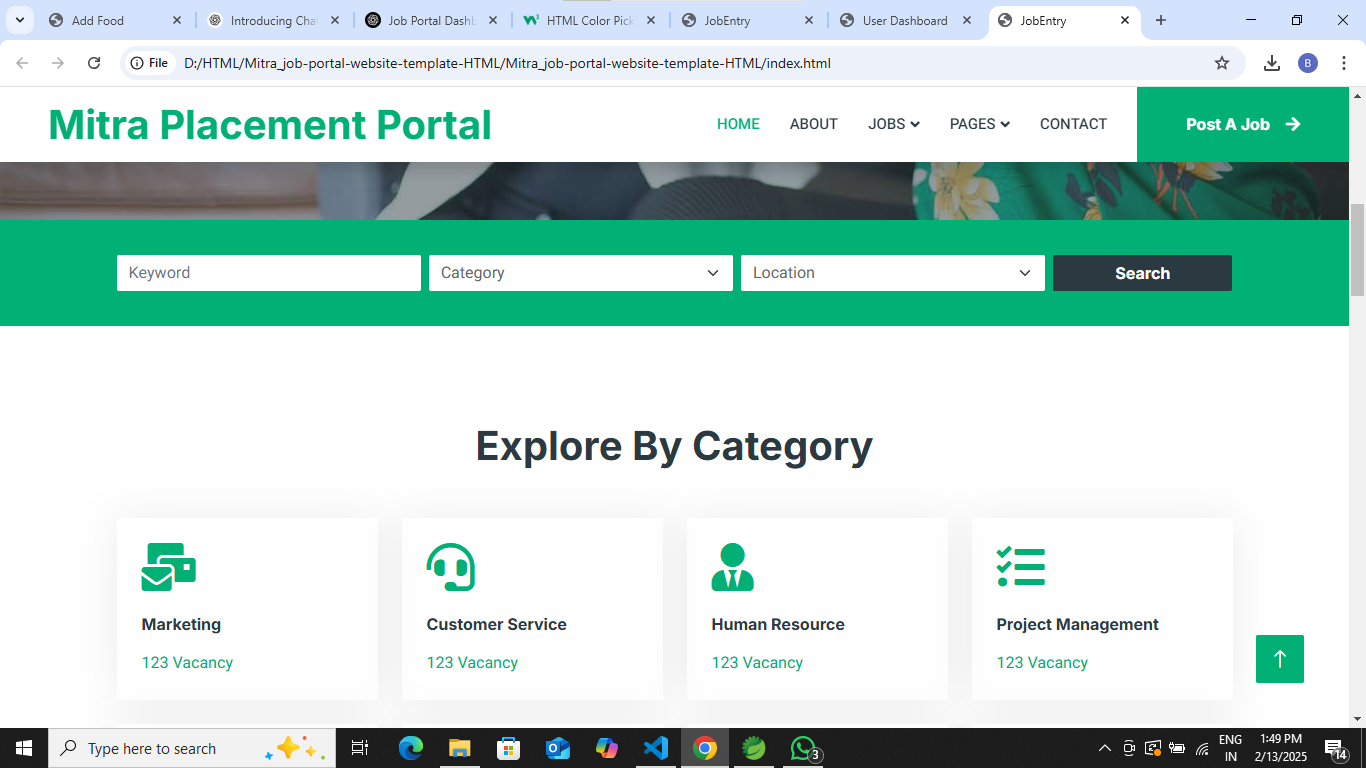 Add Food
Introducing Cha
Job Portal Dashb
HTML Color Pick
JobEntry
User Dashboard
JobEntry
File
D:/HTML/Mitra_job-portal-website-template-HTML/Mitra_job-portal-website-template-HTML/index.html
B
Mitra Placement Portal
HOME
ABOUT
JOBS
PAGES
CONTACT
Post A Job
Keyword
Category
Location
Search
Explore By Category
Marketing
123 Vacancy
Customer Service
123 Vacancy
Human Resource
123 Vacancy
Project Management
123 Vacancy
Type here to search
3
ENG
IN
1:49 PM
2/13/2025
14